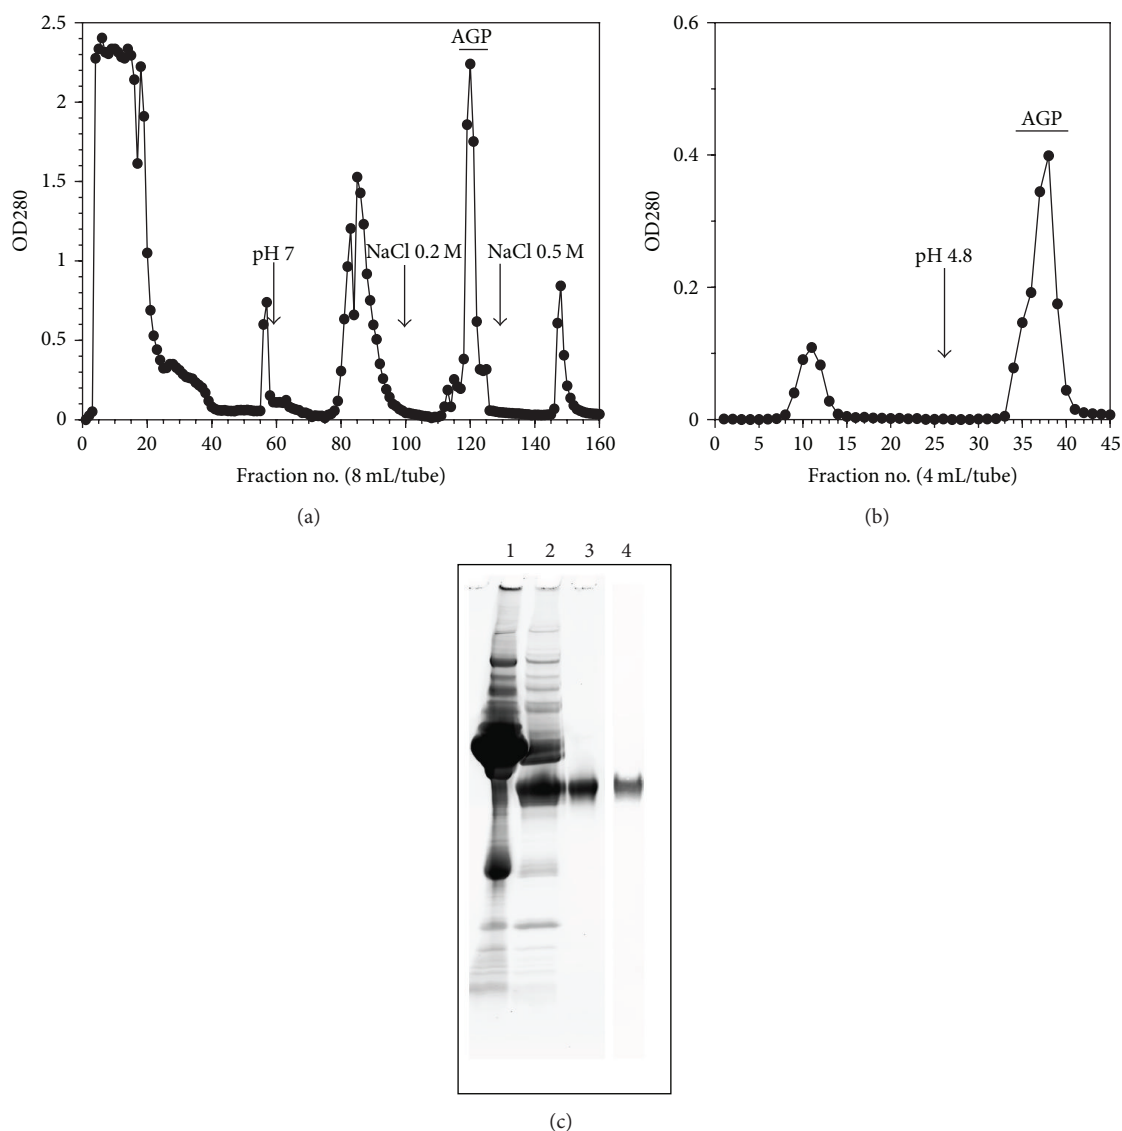 2.5
2
1.5
1
0.5
0
OD280
AGP
pH 7
NaCl 0.2 M
NaCl 0.5 M
0 20 40 60 80 100 120 140 160
Fraction no. (8 mL/tube)
(a)
0.6
0.4
0.2
0
OD280
AGP
pH 4.8
0 5 10 15 20 25 30 35 40 45
Fraction no. (4 mL/tube)
(b)
1 2 3 4
(c)